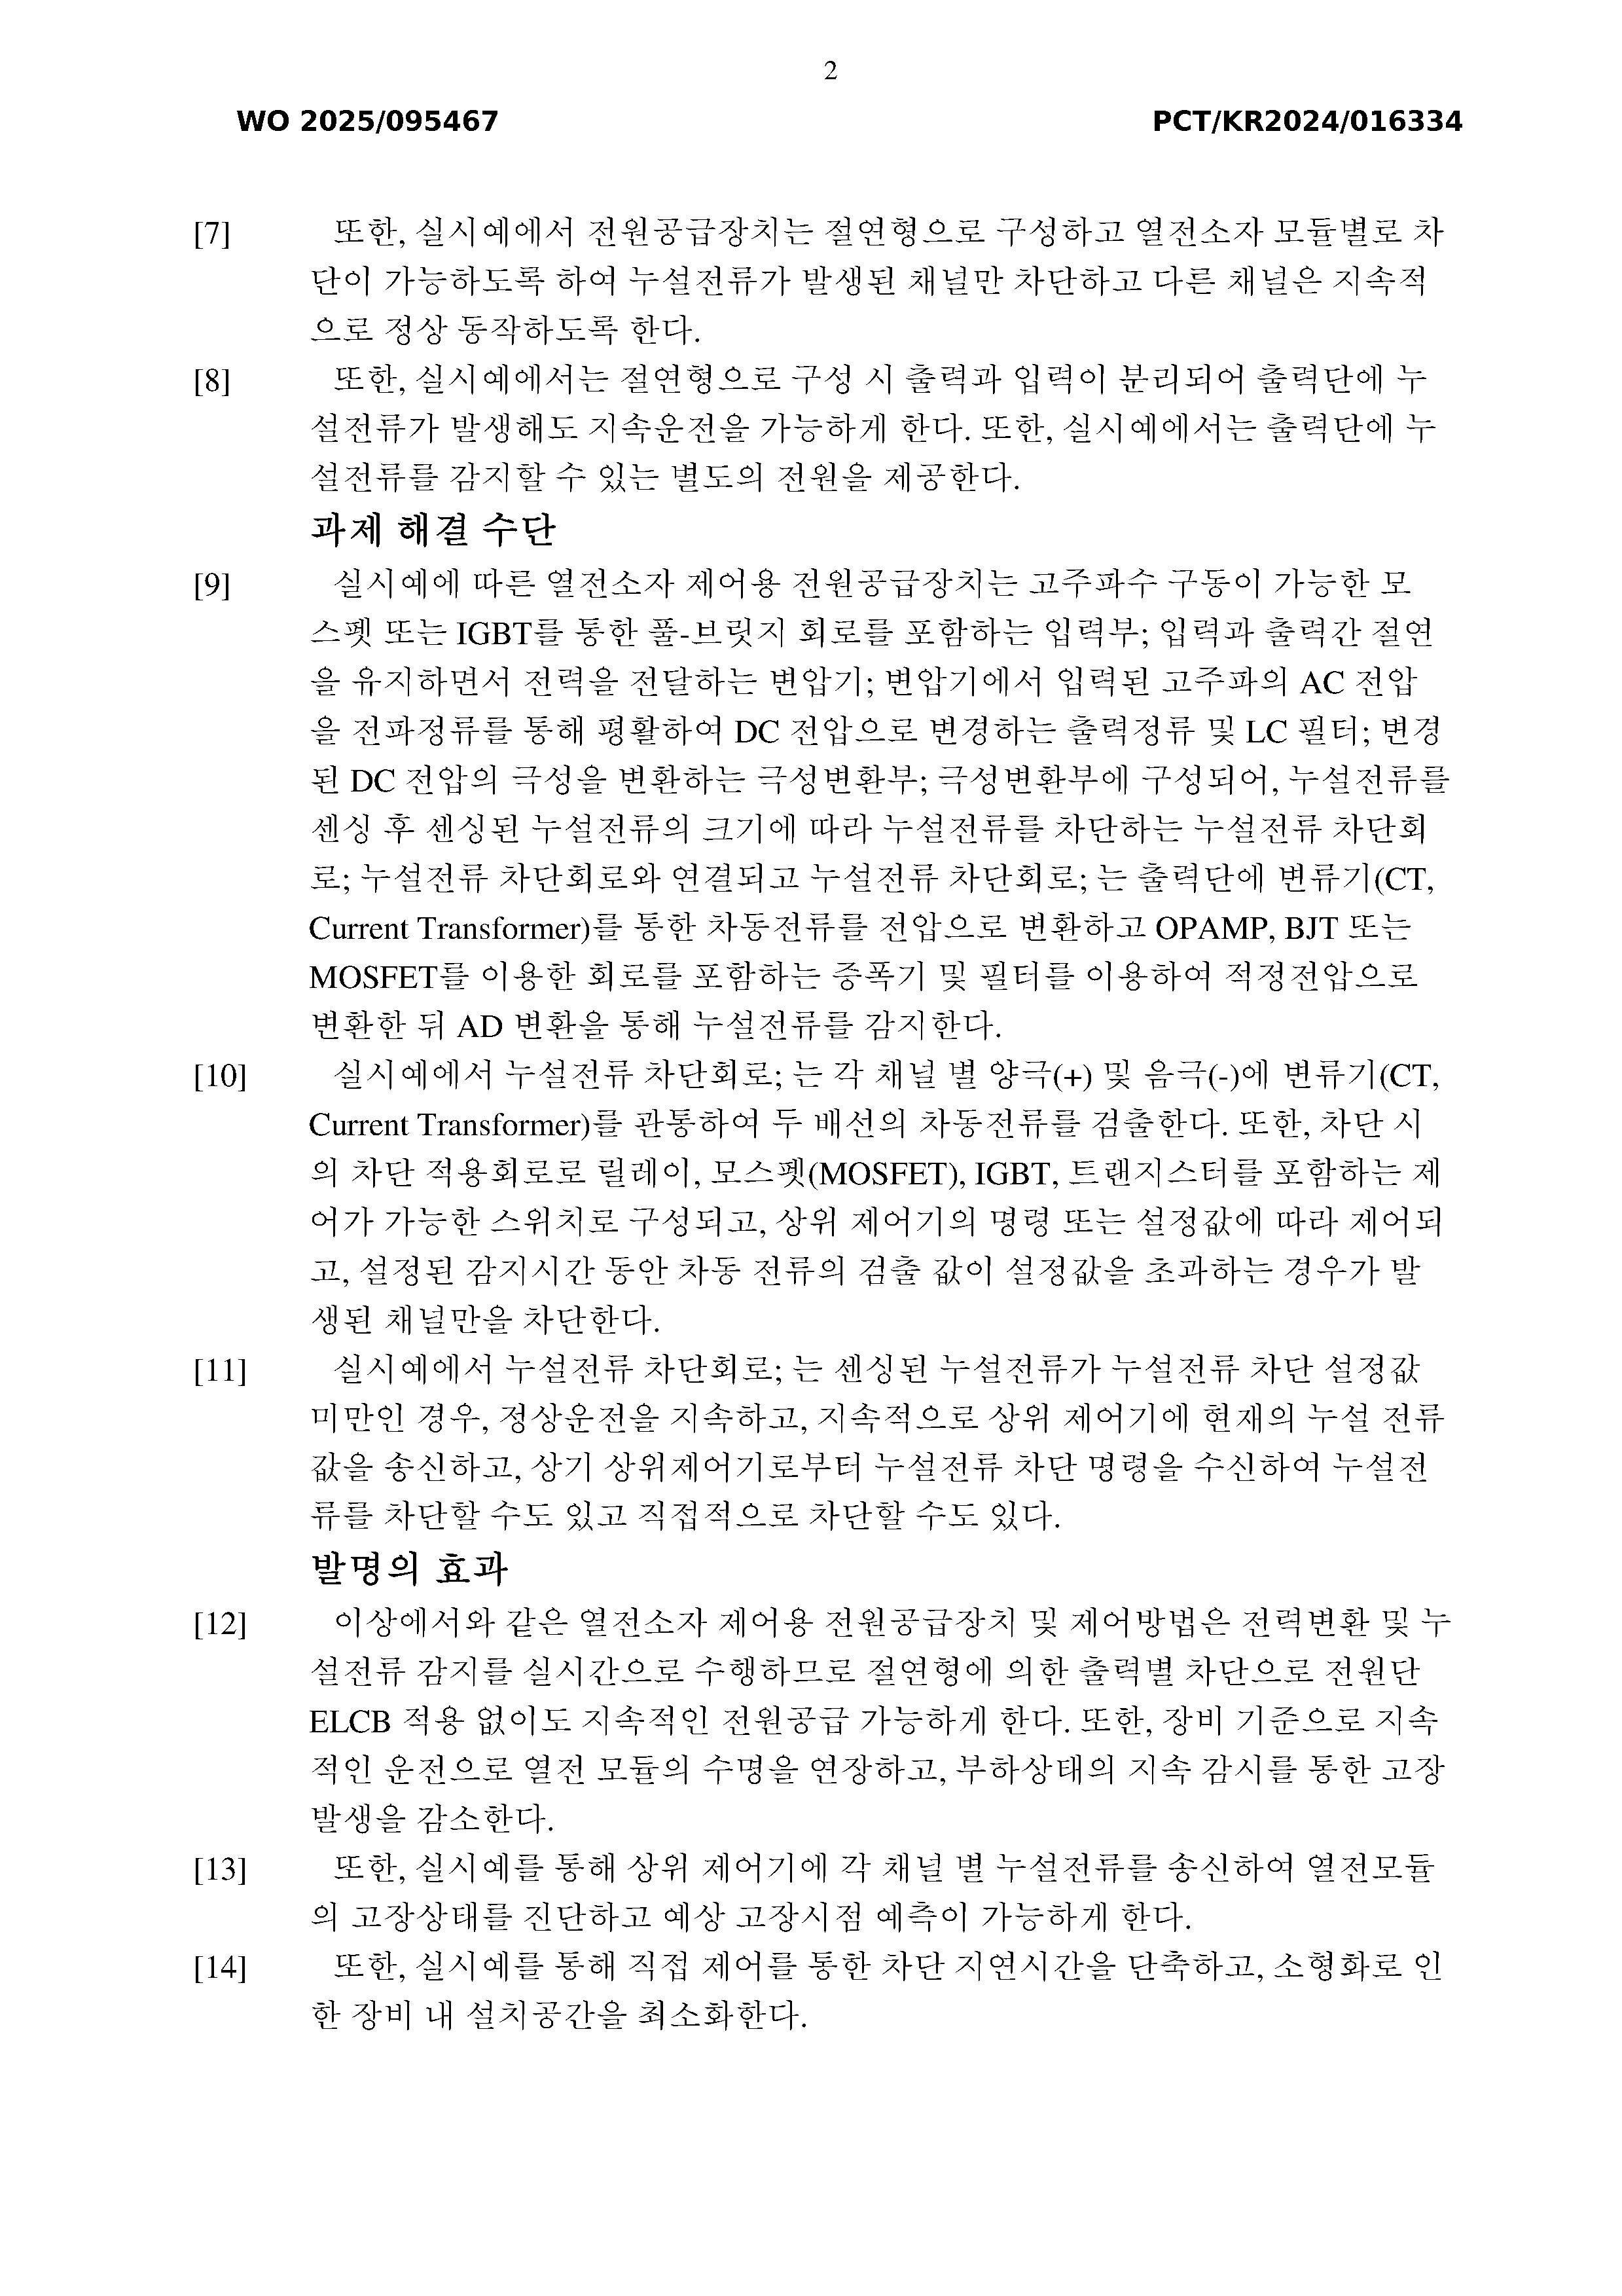 2
WO 2025/095467 PCT/KR2024/016334
[7] 또한, 실시예에서 전원공급장치는 절연형으로 구성하고 열전소자 모듈별로 차
단이 가능하도록 하여 누설전류가 발생된 채널만 차단하고 다른 채널은 지속적
으로 정상 동작하도록 한다.
[8] 또한, 실시예에서는 절연형으로 구성 시 출력과 입력이 분리되어 출력단에 누
설전류가 발생해도 지속운전을 가능하게 한다. 또한, 실시예에서는 출력단에 누
설전류를 감지할 수 있는 별도의 전원을 제공한다.
과제 해결 수단
[9] 실시예에 따른 열전소자 제어용 전원공급장치는 고주파수 구동이 가능한 모
스펫 또는 IGBT를 통한 풀-브릿지 회로를 포함하는 입력부; 입력과 출력간 절연
을 유지하면서 전력을 전달하는 변압기; 변압기에서 입력된 고주파의 AC 전압
을 전파정류를 통해 평활하여 DC 전압으로 변경하는 출력정류 및 LC 필터; 변경
된 DC 전압의 극성을 변환하는 극성변환부; 극성변환부에 구성되어, 누설전류를
센싱 후 센싱된 누설전류의 크기에 따라 누설전류를 차단하는 누설전류 차단회
로; 누설전류 차단회로와 연결되고 누설전류 차단회로; 는 출력단에 변류기(CT,
Current Transformer)를 통한 차동전류를 전압으로 변환하고 OPAMP, BJT 또는
MOSFET를 이용한 회로를 포함하는 증폭기 및 필터를 이용하여 적정전압으로
변환한 뒤 AD 변환을 통해 누설전류를 감지한다.
[10] 실시예에서 누설전류 차단회로; 는 각 채널 별 양극(+) 및 음극(-)에 변류기(CT,
Current Transformer)를 관통하여 두 배선의 차동전류를 검출한다. 또한, 차단 시
의 차단 적용회로로 릴레이, 모스펫(MOSFET), IGBT, 트랜지스터를 포함하는 제
어가 가능한 스위치로 구성되고, 상위 제어기의 명령 또는 설정값에 따라 제어되
고, 설정된 감지시간 동안 차동 전류의 검출 값이 설정값을 초과하는 경우가 발
생된 채널만을 차단한다.
[11] 실시예에서 누설전류 차단회로; 는 센싱된 누설전류가 누설전류 차단 설정값
미만인 경우, 정상운전을 지속하고, 지속적으로 상위 제어기에 현재의 누설 전류
값을 송신하고, 상기 상위제어기로부터 누설전류 차단 명령을 수신하여 누설전
류를 차단할 수도 있고 직접적으로 차단할 수도 있다.
발명의 효과
[12] 이상에서와 같은 열전소자 제어용 전원공급장치 및 제어방법은 전력변환 및 누
설전류 감지를 실시간으로 수행하므로 절연형에 의한 출력별 차단으로 전원단
ELCB 적용 없이도 지속적인 전원공급 가능하게 한다. 또한, 장비 기준으로 지속
적인 운전으로 열전 모듈의 수명을 연장하고, 부하상태의 지속 감시를 통한 고장
발생을 감소한다.
[13] 또한, 실시예를 통해 상위 제어기에 각 채널 별 누설전류를 송신하여 열전모듈
의 고장상태를 진단하고 예상 고장시점 예측이 가능하게 한다.
[14] 또한, 실시예를 통해 직접 제어를 통한 차단 지연시간을 단축하고, 소형화로 인
한 장비 내 설치공간을 최소화한다.